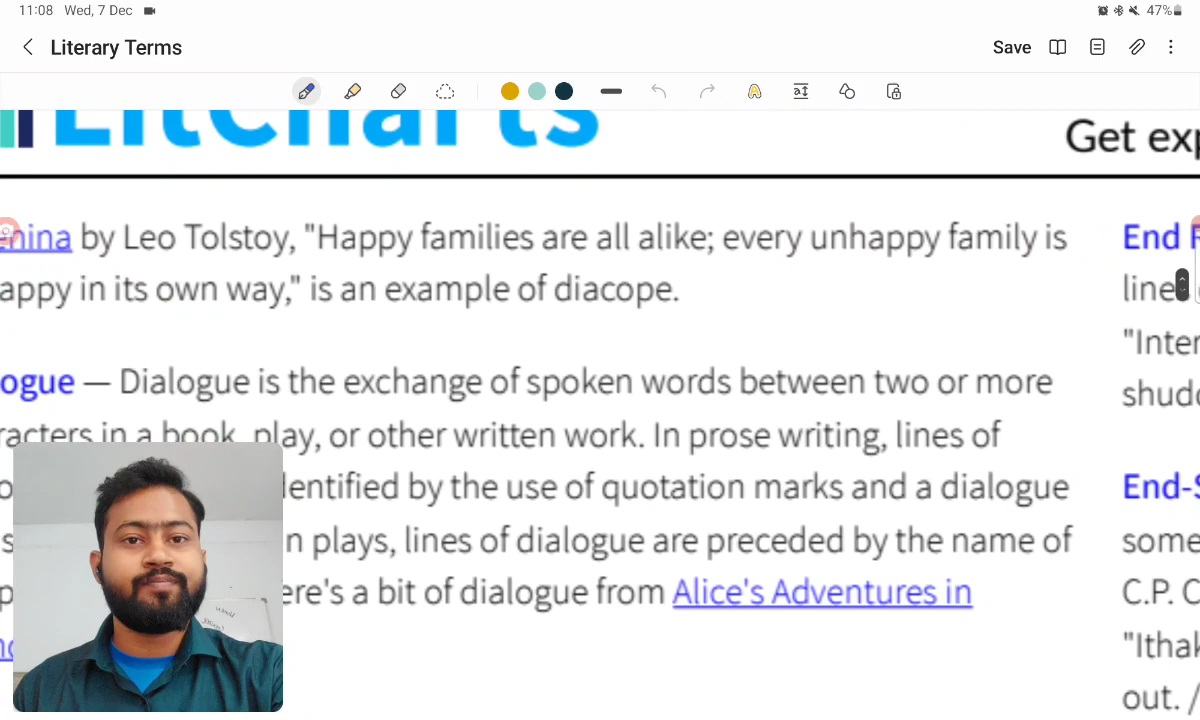 11:08 Wed, 7 Dec
47%
Literary Terms
Save
LitCharts
Get exp
enina by Leo Tolstoy, "Happy families are all alike; every unhappy family is
appy in its own way," is an example of diacope.
ogue — Dialogue is the exchange of spoken words between two or more
racters in a book, play, or other written work. In prose writing, lines of
lentified by the use of quotation marks and a dialogue
n plays, lines of dialogue are preceded by the name of
ere's a bit of dialogue from Alice's Adventures in
End
line
"Inter
shudd
End-S
some
C.P. C
"Ithak
out. /